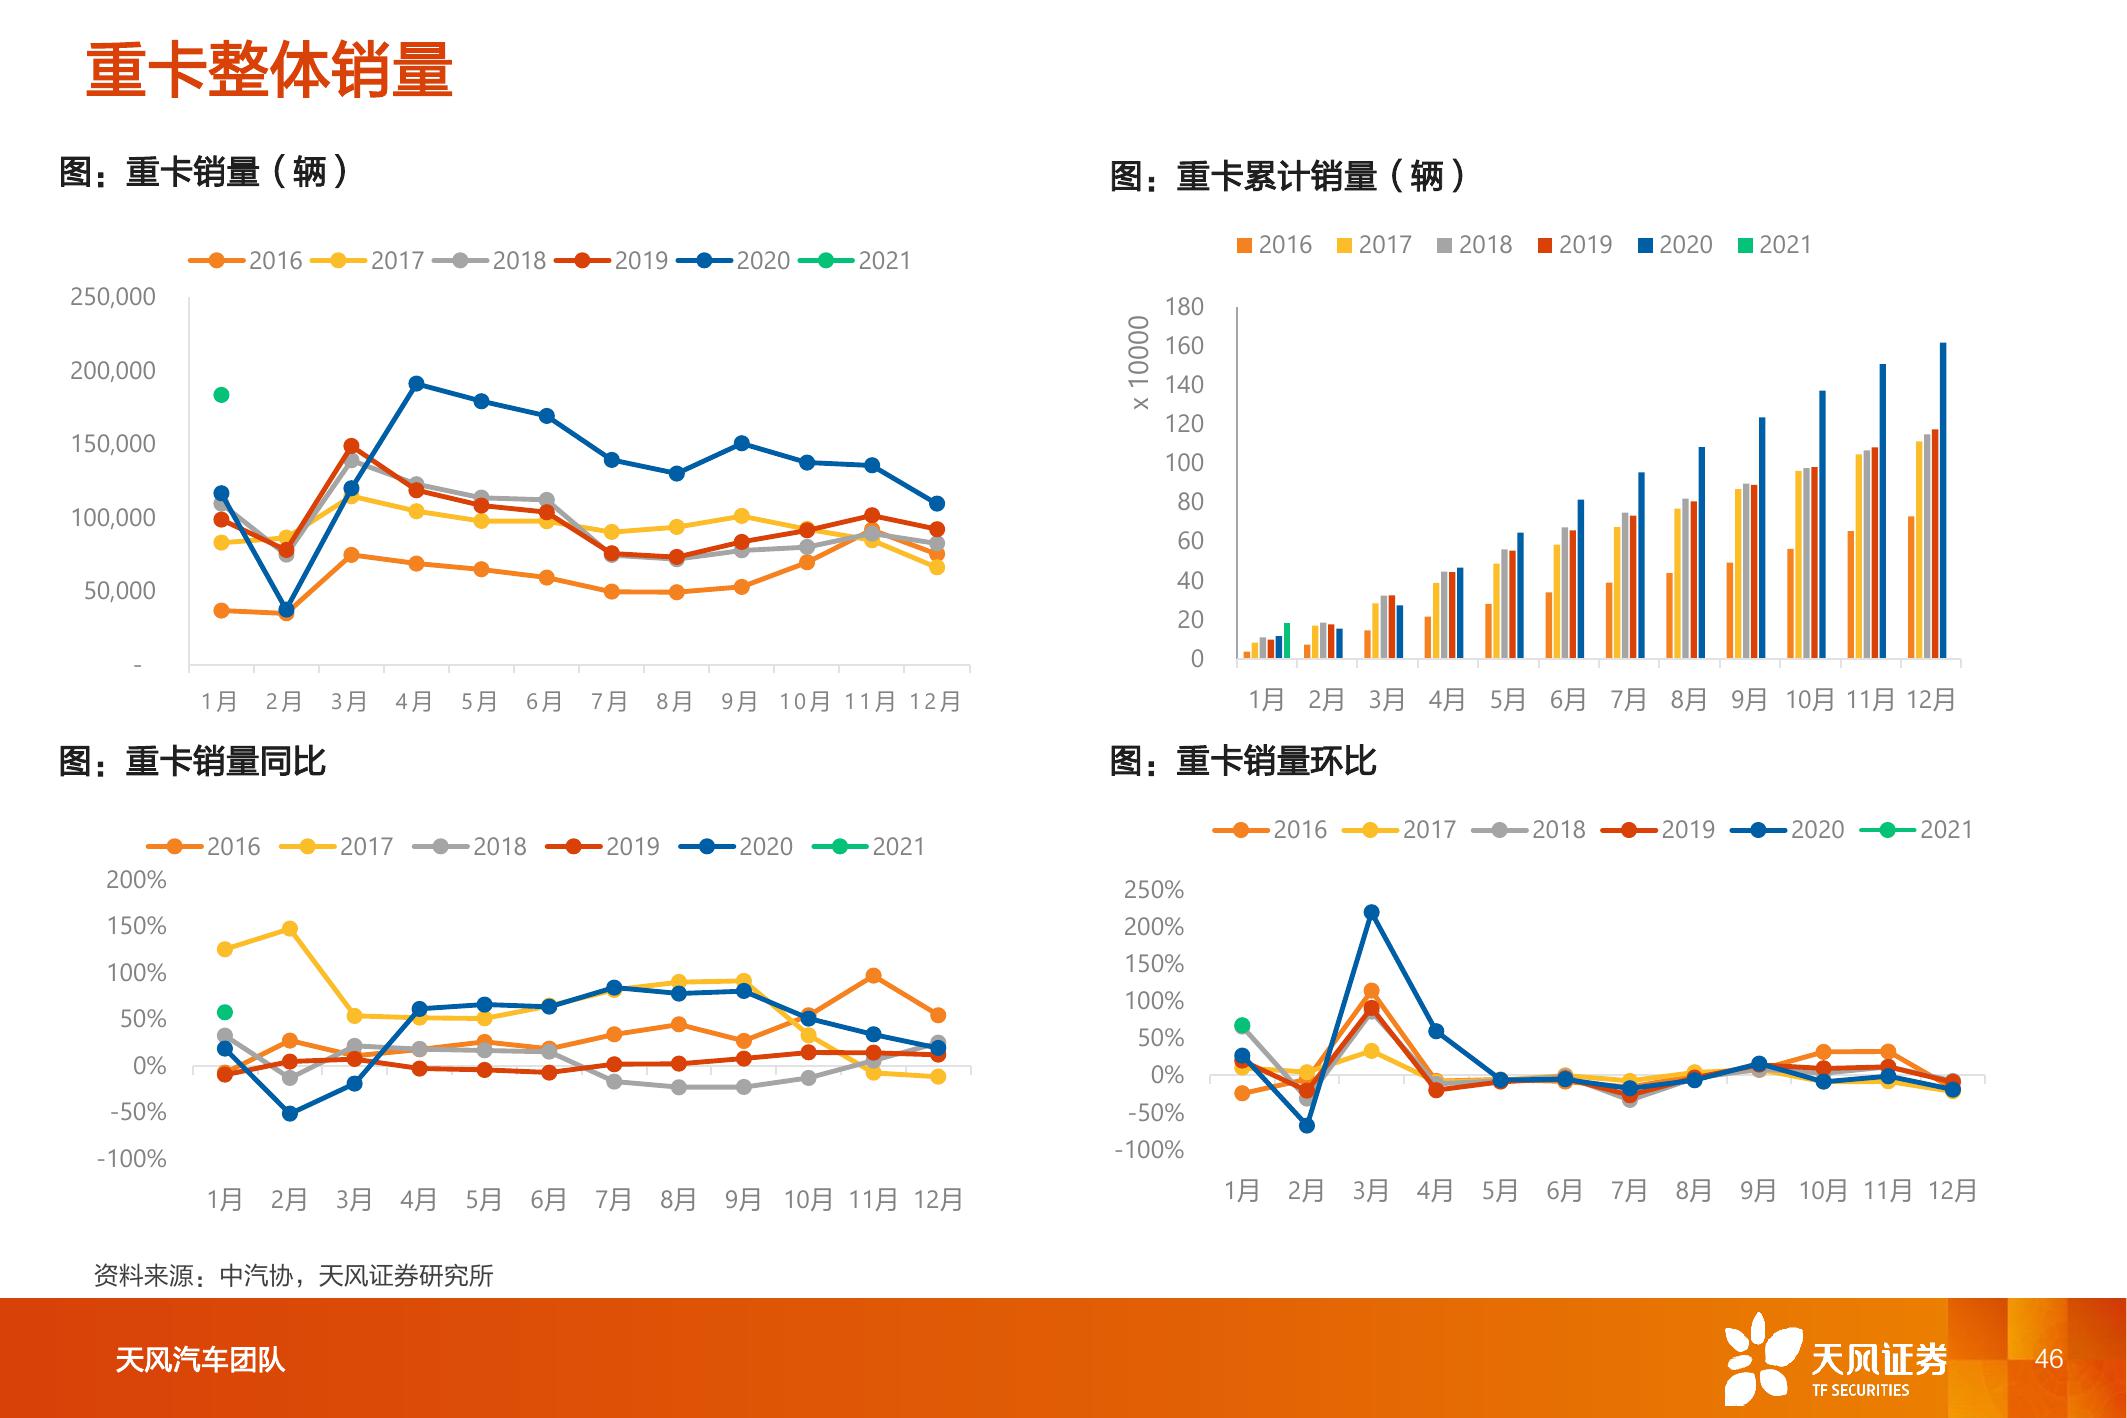 重卡整体销量
图：重卡销量（辆）
2016 2017 2018 2019 2020 2021
250,000
200,000
150,000
100,000
50,000
-
1月 2月 3月 4月 5月 6月 7月 8月 9月 10月 11月 12月
图：重卡累计销量（辆）
2016 2017 2018 2019 2020 2021
x 10000
180
160
140
120
100
80
60
40
20
0
1月 2月 3月 4月 5月 6月 7月 8月 9月 10月 11月 12月
图：重卡销量同比
2016 2017 2018 2019 2020 2021
200%
150%
100%
50%
0%
-50%
-100%
1月 2月 3月 4月 5月 6月 7月 8月 9月 10月 11月 12月
图：重卡销量环比
2016 2017 2018 2019 2020 2021
250%
200%
150%
100%
50%
0%
-50%
-100%
1月 2月 3月 4月 5月 6月 7月 8月 9月 10月 11月 12月
资料来源：中汽协，天风证券研究所
天风汽车团队
天风证券
TF SECURITIES
46